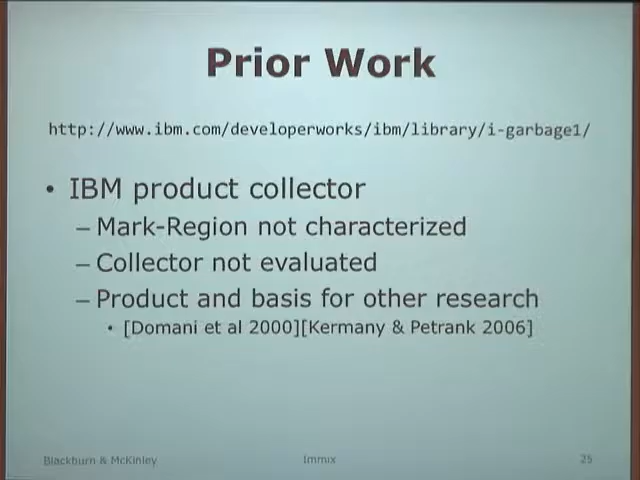 Prior Work
http://www.ibm.com/developerworks/ibm/library/i-garbage1/
• IBM product collector
– Mark-Region not characterized
– Collector not evaluated
– Product and basis for other research
• [Domani et al 2000][Kermany & Petrank 2006]
Blackburn & McKinley
Immix
25